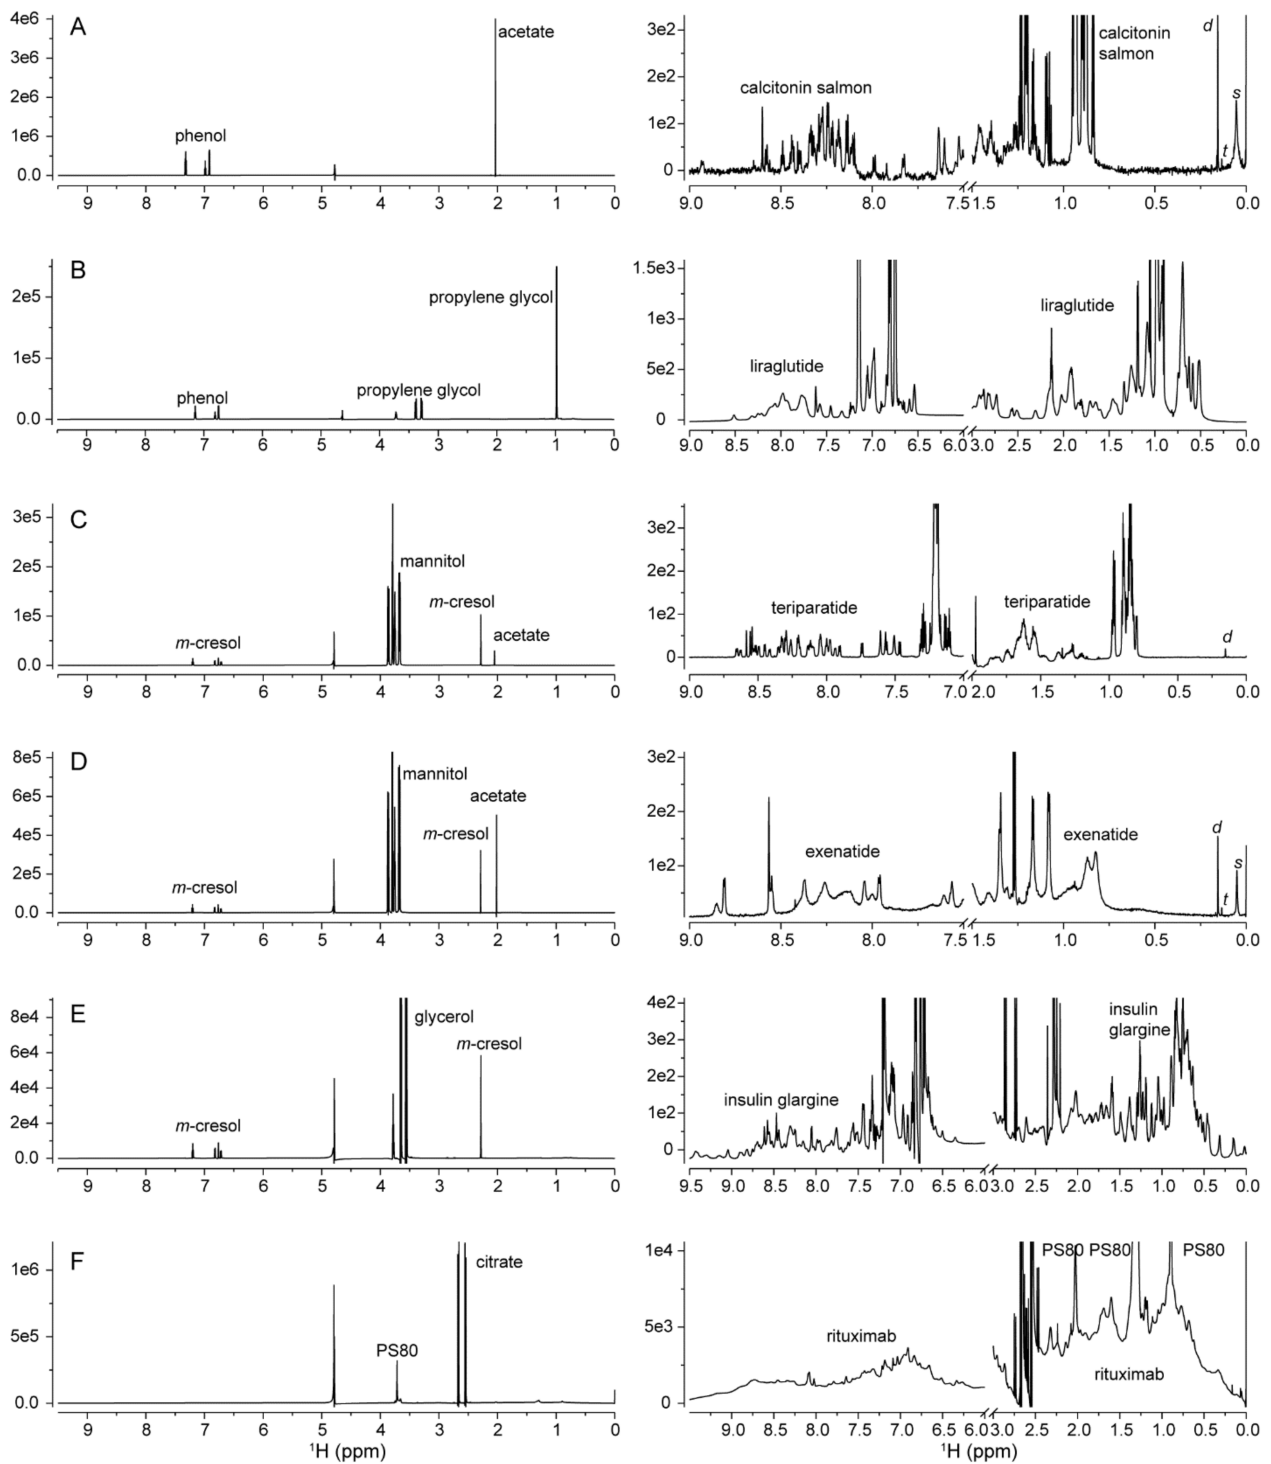 A
4e6
3e6
2e6
1e6
0.0
acetate
phenol
9 8 7 6 5 4 3 2 1 0
3e2
2e2
1e2
0
calcitonin salmon
calcitonin
salmon
d
s
t
9.0 8.5 8.0 7.5 1.5 1.0 0.5 0.0
B
2e5
1e5
0.0
propylene glycol
propylene glycol
phenol
9 8 7 6 5 4 3 2 1 0
1.5e3
1e3
5e2
0
liraglutide
liraglutide
9.0 8.5 8.0 7.5 7.0 6.5 6.0 3.0 2.5 2.0 1.5 1.0 0.5 0.0
C
3e5
2e5
1e5
0.0
mannitol
m-cresol
acetate
m-cresol
9 8 7 6 5 4 3 2 1 0
3e2
2e2
1e2
0
teriparatide
teriparatide
d
9.0 8.5 8.0 7.5 7.0 2.0 1.5 1.0 0.5 0.0
D
8e5
6e5
4e5
2e5
0.0
mannitol
acetate
m-cresol
m-cresol
9 8 7 6 5 4 3 2 1 0
3e2
2e2
1e2
exenatide
exenatide
d
s
t
9.0 8.5 8.0 7.5 1.5 1.0 0.5 0.0
E
8e4
6e4
4e4
2e4
0.0
glycerol
m-cresol
m-cresol
9 8 7 6 5 4 3 2 1 0
4e2
3e2
2e2
1e2
0
insulin
glargine
insulin glargine
9.5 9.0 8.5 8.0 7.5 7.0 6.5 6.0 3.0 2.0 1.0 0.0
F
1e6
5e5
0.0
citrate
PS80
9 8 7 6 5 4 3 2 1 0
¹H (ppm)
1e4
5e3
0
PS80 PS80 PS80
rituximab
rituximab
9.0 8.5 8.0 7.5 7.0 6.5 6.0 3.0 2.5 2.0 1.5 1.0 0.5 0.0
¹H (ppm)